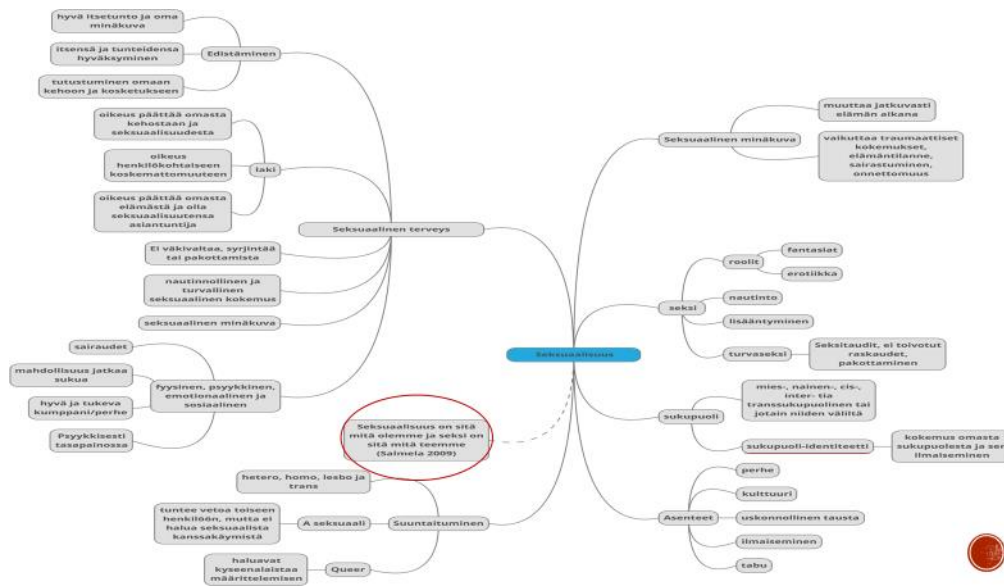 hyvä itsetunto ja oma
minäkuva
itsensä ja tunteidensa
hyväksyminen
tutustuminen omaan
kehoon ja kosketukseen
Edistäminen
oikeus päättää omasta
kehostaan ja
seksuaalisuudesta
oikeus
henkilökohtaiseen
koskemattomuuteen
oikeus päättää omasta
elämästä ja olla
seksuaalisuutensa
asiantuntija
laki
Seksuaalinen terveys
Ei väkivaltaa, syrjintää
tai pakottamista
nautinnollinen ja
turvallinen
seksuaalinen kokemus
seksuaalinen minäkuva
sairaudet
mahdollisuus jatkaa
sukua
hyvä ja tukeva
kumppani/perhe
Psyykkisesti
tasapainossa
fyysinen, psyykkinen,
emotionaalinen ja
sosiaalinen
Seksuaalisuus on sitä
mitä olemme ja seksi on
sitä mitä teemme
(Salmela 2009)
hetero, homo, lesbo ja
trans
tuntee vetoa toiseen
henkilöön, mutta ei
halua seksuaalista
kanssakäymistä
A seksuaali
Suuntaituminen
haluavat
kyseenalaistaa
määrittelemisen
Queer
Seksuaalisuus
Seksuaalinen minäkuva
muuttaa jatkuvasti
elämän aikana
vaikuttaa traumaattiset
kokemukset,
elämäntilanne,
sairastuminen,
onnettomuus
seksi
roolit
fantasiat
erotiikka
nautinto
lisääntyminen
turvaseksi
Seksitaudit, ei toivotut
raskaudet,
pakottaminen
sukupuoli
mies-, nainen-, cis-,
inter- tia
transsukupuolinen tai
jotain niiden väliltä
sukupuoli-identiteetti
kokemus omasta
sukupuolesta ja sen
ilmaiseminen
Asenteet
perhe
kulttuuri
uskonnollinen tausta
ilmaiseminen
tabu